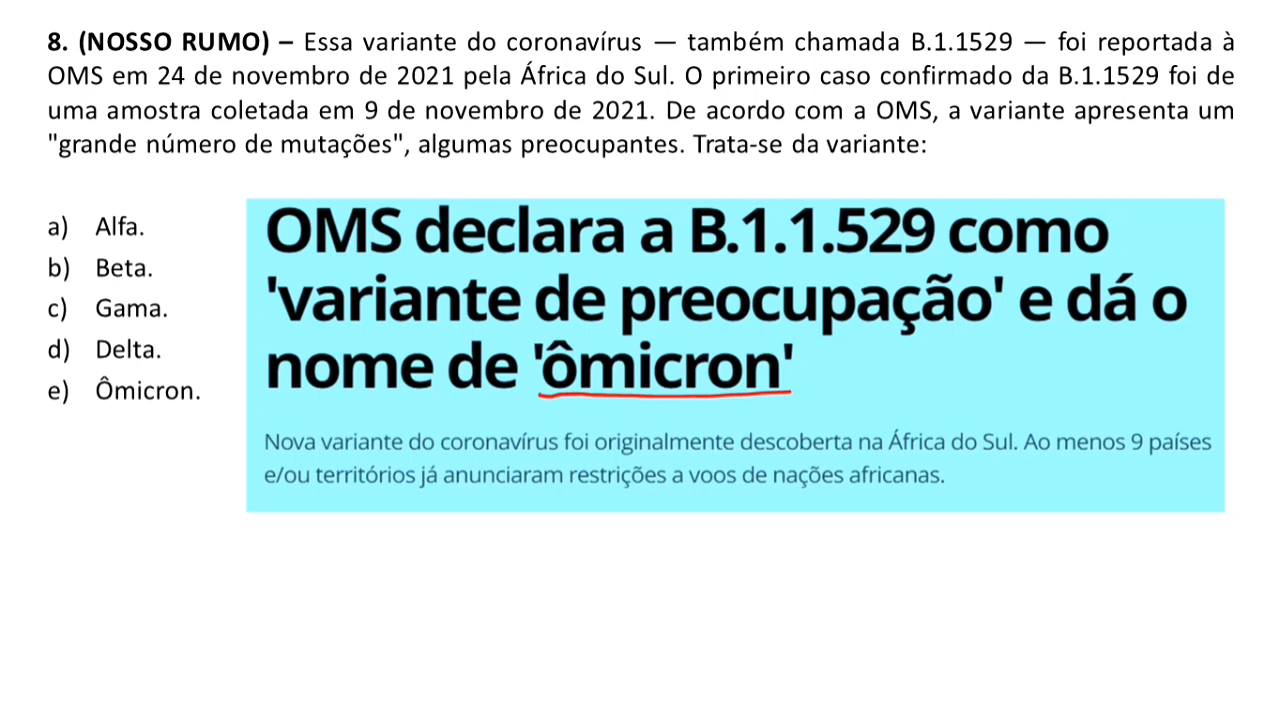 8. (NOSSO RUMO) – Essa variante do coronavírus — também chamada B.1.1529 — foi reportada à
OMS em 24 de novembro de 2021 pela África do Sul. O primeiro caso confirmado da B.1.1529 foi de
uma amostra coletada em 9 de novembro de 2021. De acordo com a OMS, a variante apresenta um
"grande número de mutações", algumas preocupantes. Trata-se da variante:
a) Alfa.
b) Beta.
c) Gama.
d) Delta.
e) Ômicron.
OMS declara a B.1.1.529 como
'variante de preocupação' e dá o
nome de 'ômicron'
Nova variante do coronavírus foi originalmente descoberta na África do Sul. Ao menos 9 países
e/ou territórios já anunciaram restrições a voos de nações africanas.